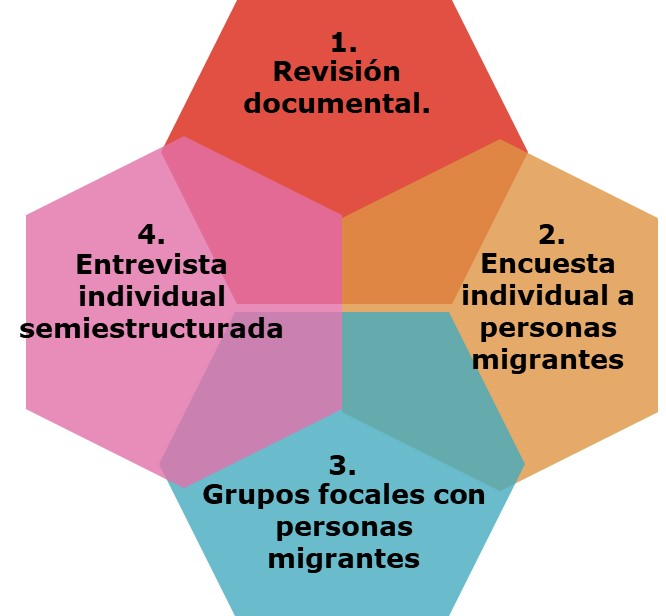 1.
Revisión
documental.
2.
Encuesta
individual a
personas
migrantes
3.
Grupos focales con
personas
migrantes
4.
Entrevista
individual
semiestructurada